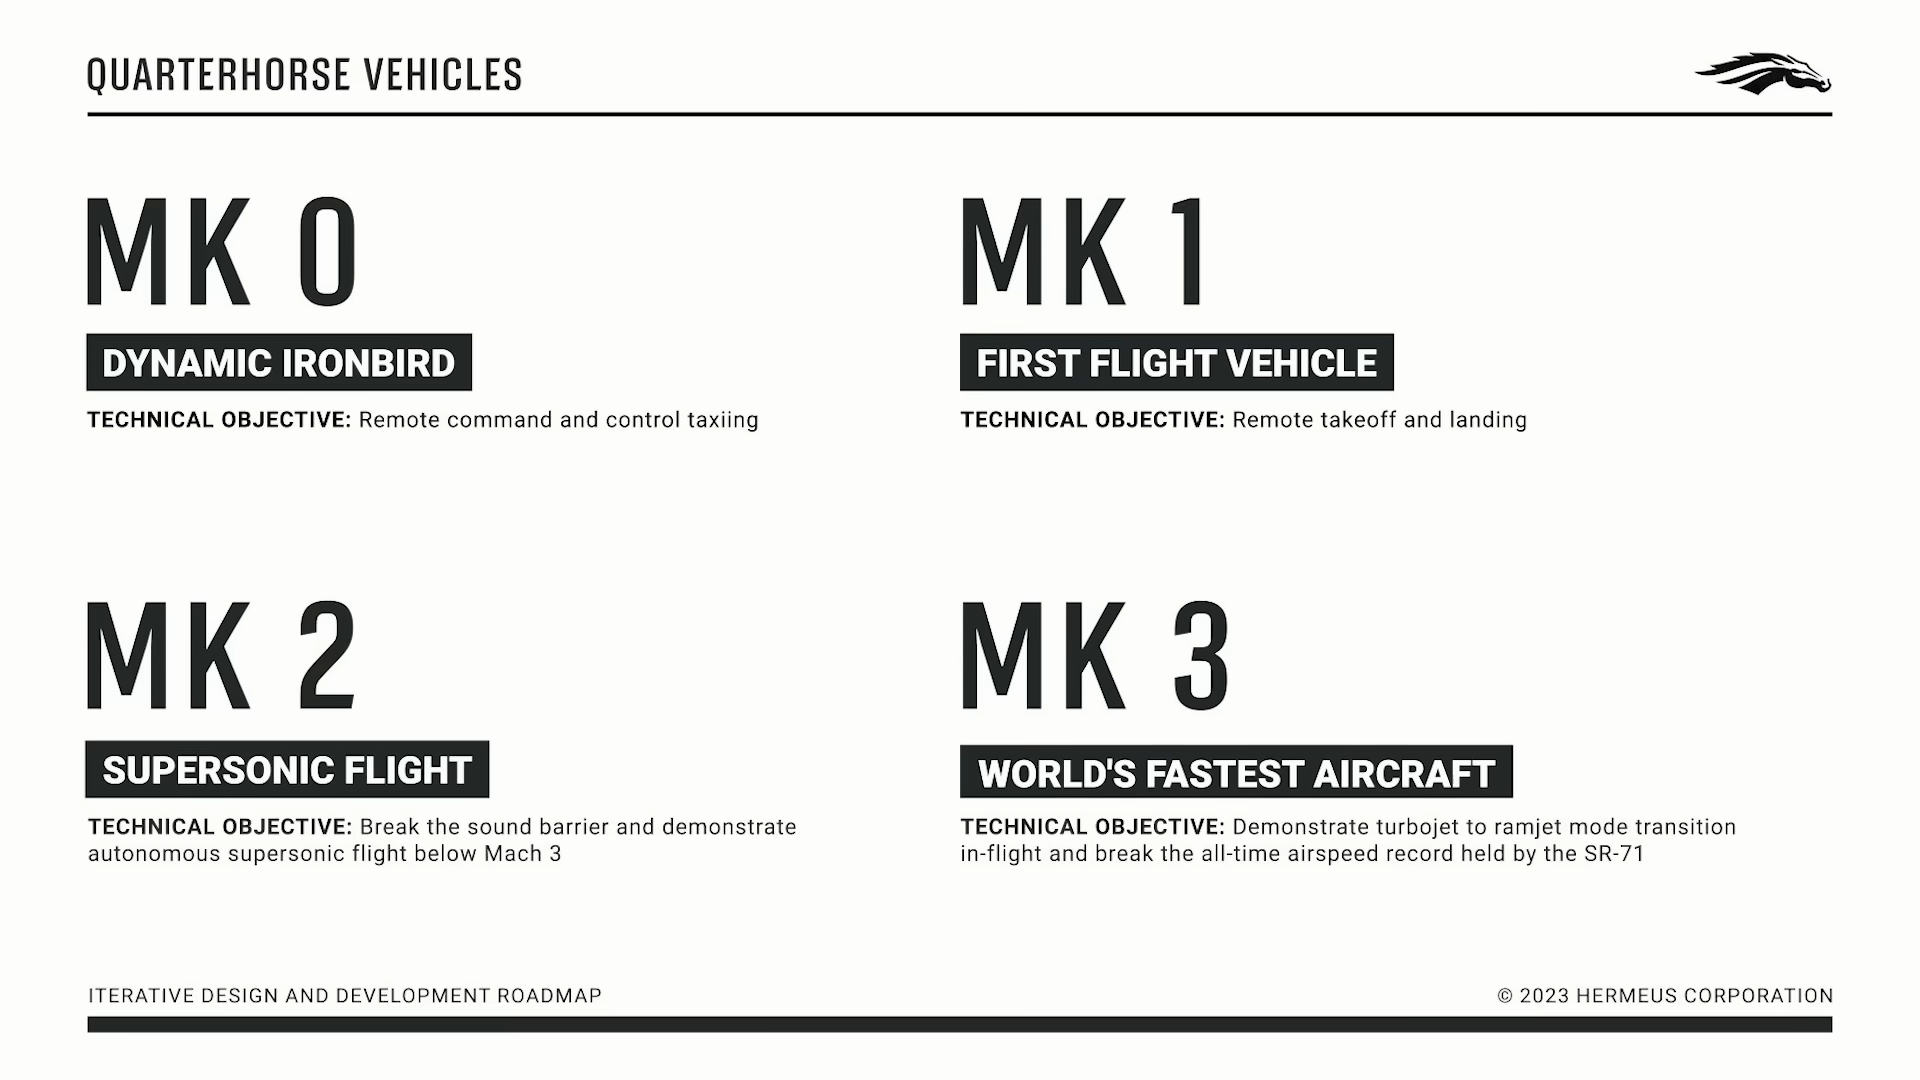 QUARTERHORSE VEHICLES
MK 0
DYNAMIC IRONBIRD
TECHNICAL OBJECTIVE: Remote command and control taxiing
MK 1
FIRST FLIGHT VEHICLE
TECHNICAL OBJECTIVE: Remote takeoff and landing
MK 2
SUPERSONIC FLIGHT
TECHNICAL OBJECTIVE: Break the sound barrier and demonstrate
autonomous supersonic flight below Mach 3
MK 3
WORLD'S FASTEST AIRCRAFT
TECHNICAL OBJECTIVE: Demonstrate turbojet to ramjet mode transition
in-flight and break the all-time airspeed record held by the SR-71
ITERATIVE DESIGN AND DEVELOPMENT ROADMAP
© 2023 HERMEUS CORPORATION